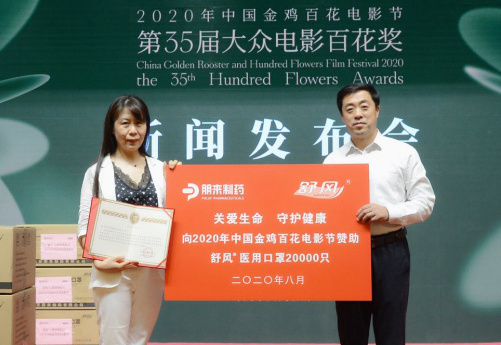 2020年中国金鸡百花电影节
第35届大众电影百花奖
China Golden Rooster and Hundred Flowers Film Festival 2020
the 35th Hundred Flowers Awards
新闻发布会
朋来制药
舒风®
关爱生命 守护健康
向2020年中国金鸡百花电影节赞助
舒风®医用口罩20000只
二〇二〇年八月